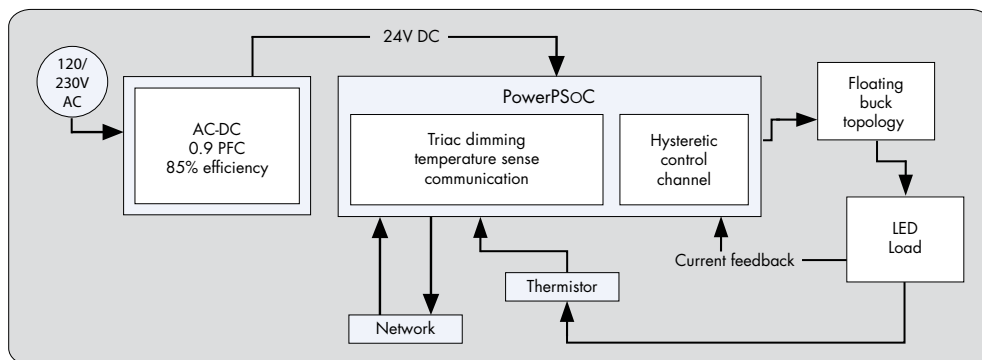 24V DC
120/
230V
AC
AC-DC
0.9 PFC
85% efficiency
PowerPSoC
Triac dimming
temperature sense
communication
Hysteretic
control
channel
Floating
buck
topology
LED
Load
Current feedback
Thermistor
Network